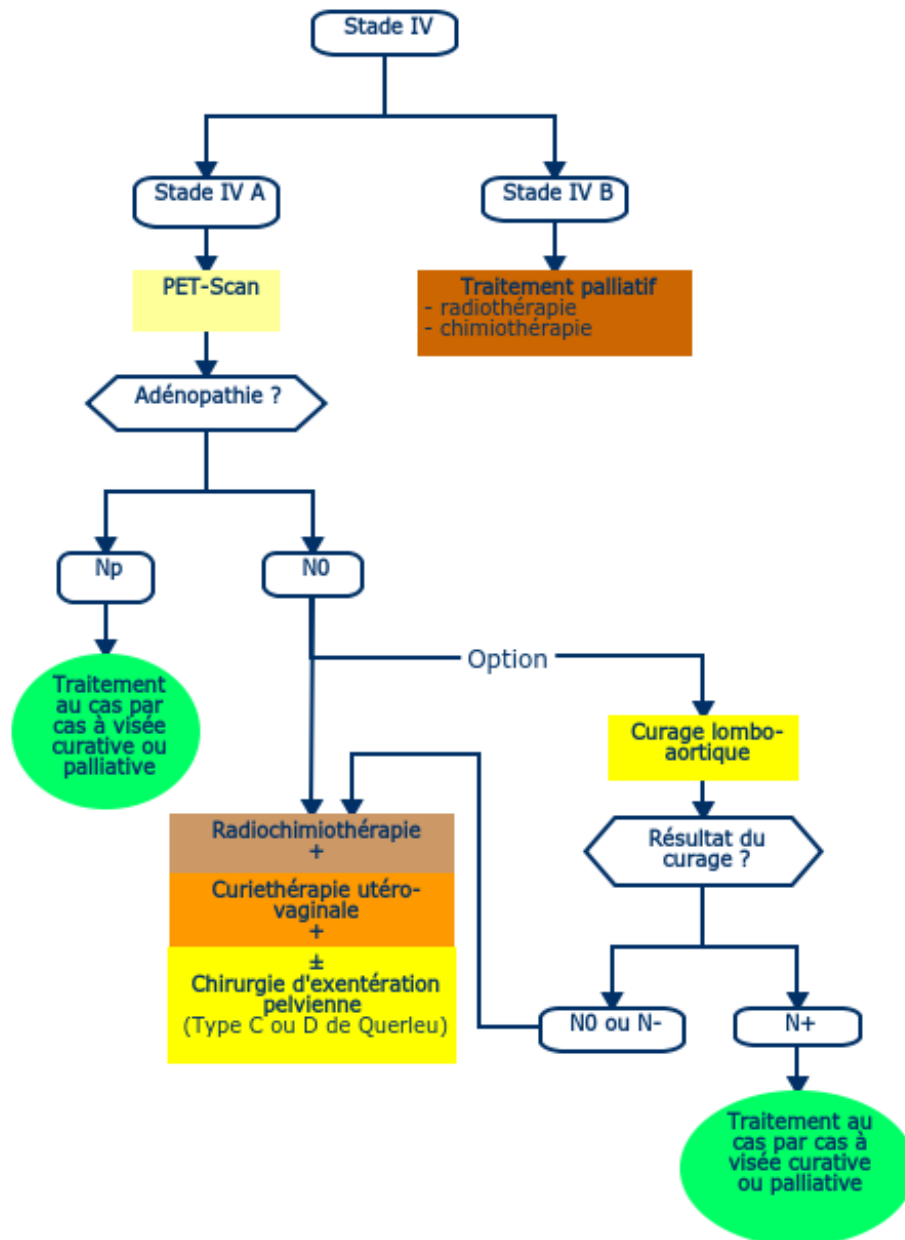 Stade IV
Stade IV A
Stade IV B
PET-Scan
Traitement palliatif
- radiothérapie
- chimiothérapie
Adénopathie ?
Np
N0
Option
Traitement
au cas par
cas à visée
curative ou
palliative
Curage lombo-
aortique
Radiochimiothérapie
+
Curiethérapie utéro-
vaginale
+
±
Chirurgie d'exentération
pelvienne
(Type C ou D de Querleu)
Résultat du
curage ?
N0 ou N-
N+
Traitement au
cas par cas à
visée curative
ou palliative